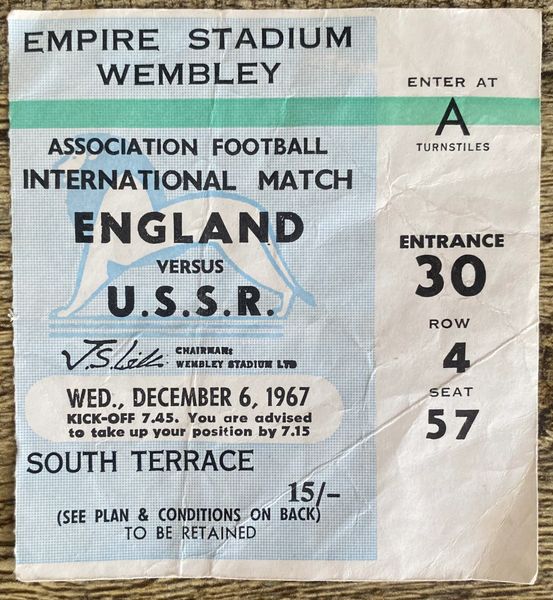 EMPIRE STADIUM
WEMBLEY
ASSOCIATION FOOTBALL
INTERNATIONAL MATCH
ENGLAND
VERSUS
U.S.S.R.
CHAIRMAN:
WEMBLEY STADIUM LTD
WED., DECEMBER 6, 1967
KICK-OFF 7.45. You are advised
to take up your position by 7.15
SOUTH TERRACE
15/-
(SEE PLAN & CONDITIONS ON BACK)
TO BE RETAINED
ENTER AT
A
TURNSTILES
ENTRANCE
30
ROW
4
SEAT
57